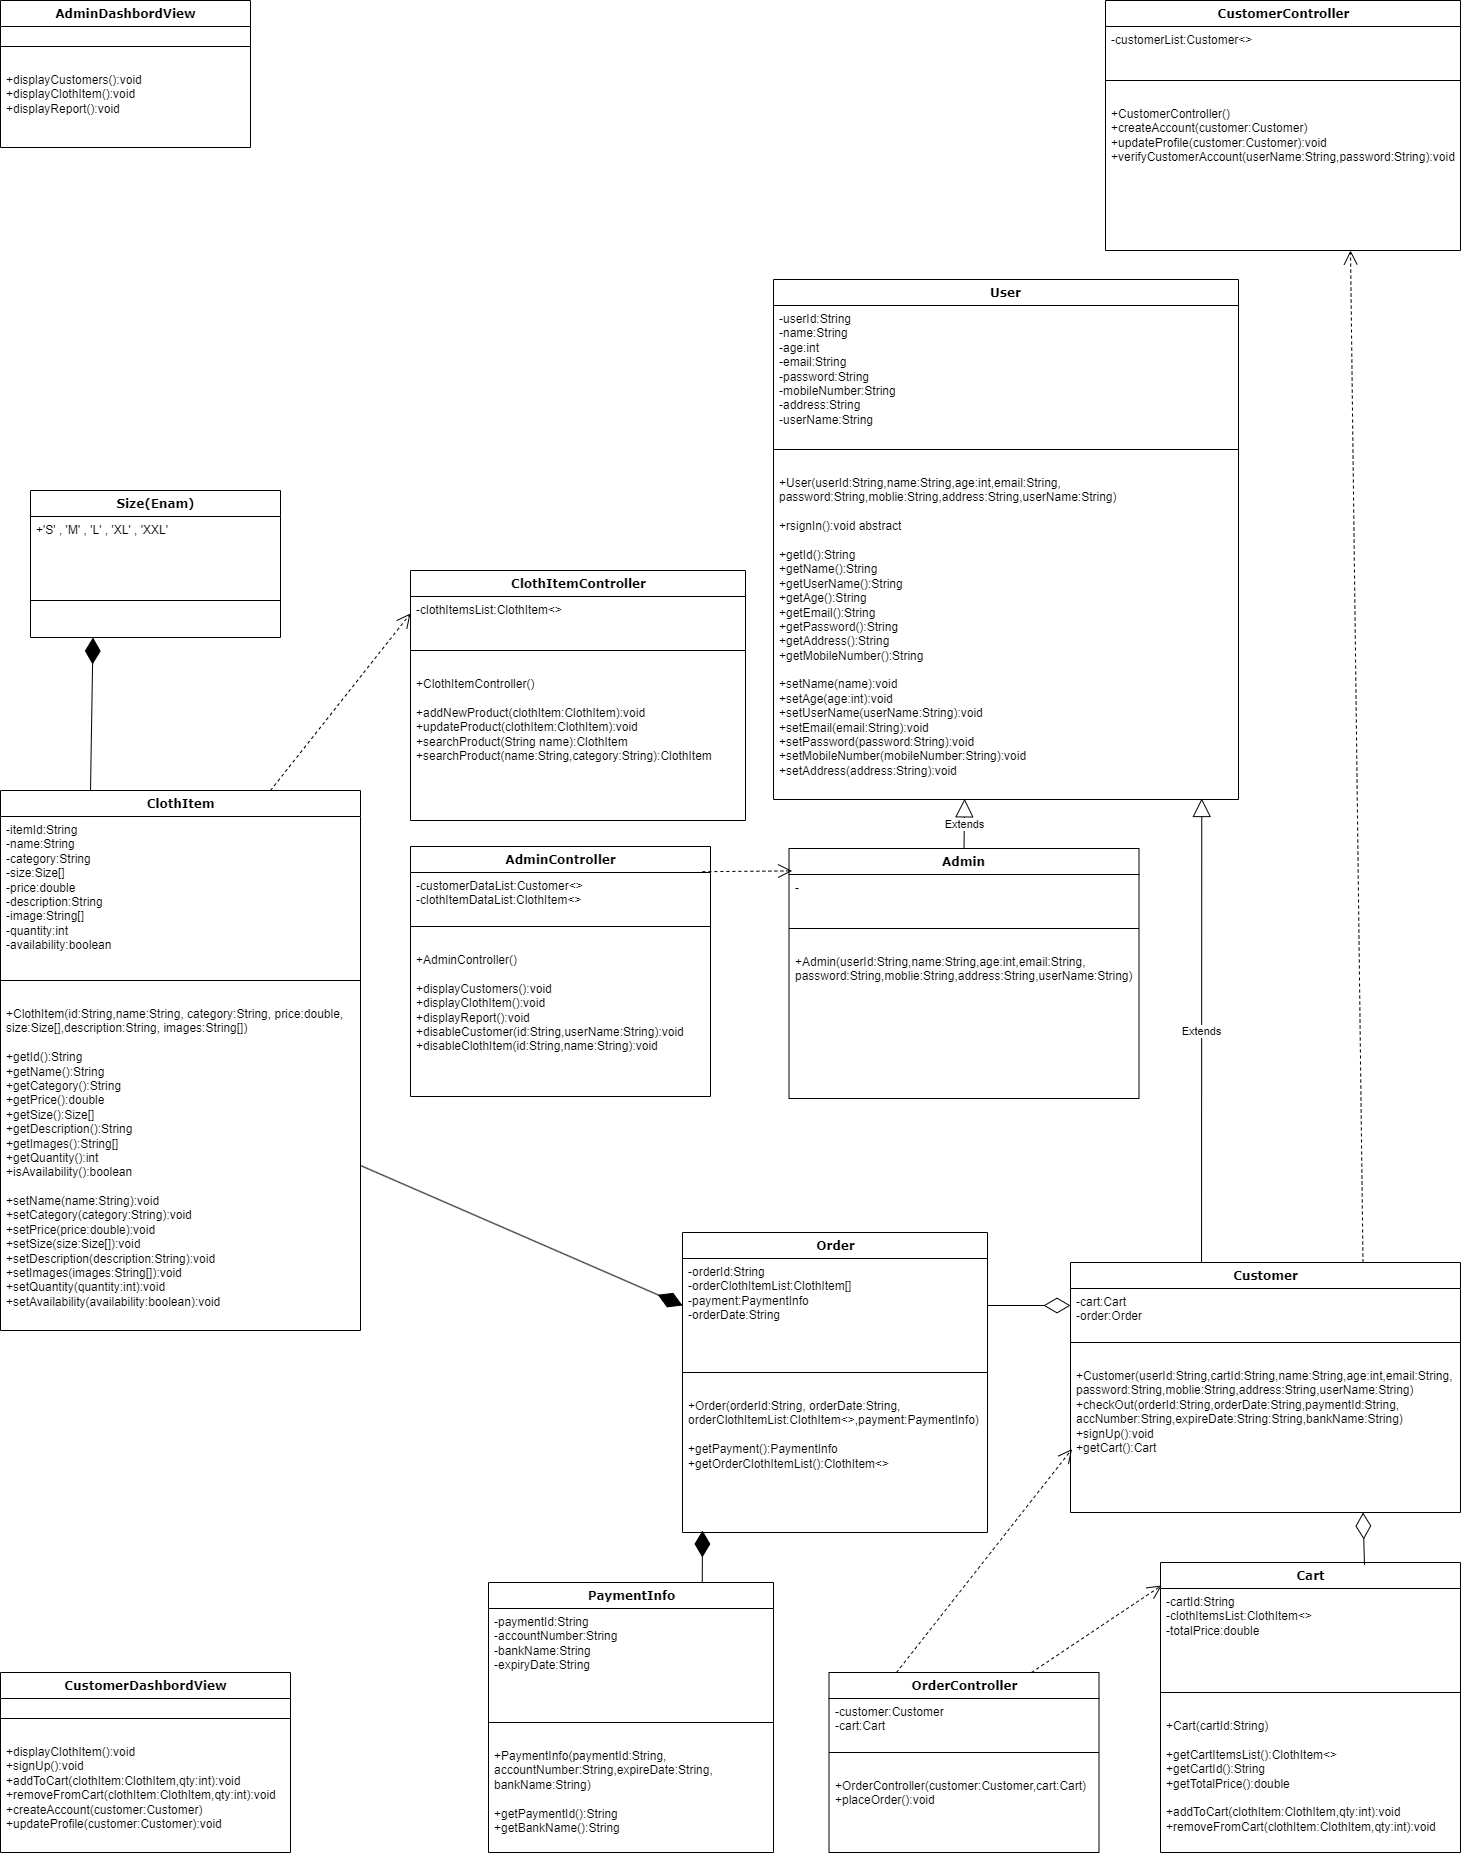 AdminDashbordView
+displayCustomers():void
+displayClothItem():void
+displayReport():void
CustomerController
-customerList:Customer<>
+CustomerController()
+createAccount(customer:Customer)
+updateProfile(customer:Customer):void
+verifyCustomerAccount(userName:String,password:String):void
User
-userId:String
-name:String
-age:int
-email:String
-password:String
-mobileNumber:String
-address:String
-userName:String
+User(userId:String,name:String,age:int,email:String,
password:String,moblie:String,address:String,userName:String)
+rsignIn():void abstract
+getId():String
+getName():String
+getUserName():String
+getAge():String
+getEmail():String
+getPassword():String
+getAddress():String
+getMobileNumber():String
+setName(name):void
+setAge(age:int):void
+setUserName(userName:String):void
+setEmail(email:String):void
+setPassword(password:String):void
+setMobileNumber(mobileNumber:String):void
+setAddress(address:String):void
Size(Enam)
+'S' , 'M' , 'L' , 'XL' , 'XXL'
ClothItemController
-clothItemsList:ClothItem<>
+ClothItemController()
+addNewProduct(clothItem:ClothItem):void
+updateProduct(clothItem:ClothItem):void
+searchProduct(String name):ClothItem
+searchProduct(name:String,category:String):ClothItem
ClothItem
-itemId:String
-name:String
-category:String
-size:Size[]
-price:double
-description:String
-image:String[]
-quantity:int
-availability:boolean
+ClothItem(id:String,name:String, category:String, price:double,
size:Size[],description:String, images:String[])
+getId():String
+getName():String
+getCategory():String
+getPrice():double
+getSize():Size[]
+getDescription():String
+getImages():String[]
+getQuantity():int
+isAvailability():boolean
+setName(name:String):void
+setCategory(category:String):void
+setPrice(price:double):void
+setSize(size:Size[]):void
+setDescription(description:String):void
+setImages(images:String[]):void
+setQuantity(quantity:int):void
+setAvailability(availability:boolean):void
AdminController
-customerDataList:Customer<>
-clothItemDataList:ClothItem<>
+AdminController()
+displayCustomers():void
+displayClothItem():void
+displayReport():void
+disableCustomer(id:String,userName:String):void
+disableClothItem(id:String,name:String):void
Extends
Admin
-
+Admin(userId:String,name:String,age:int,email:String,
password:String,moblie:String,address:String,userName:String)
Extends
Order
-orderId:String
-orderClothItemList:ClothItem[]
-payment:PaymentInfo
-orderDate:String
+Order(orderId:String, orderDate:String,
orderClothItemList:ClothItem<>,payment:PaymentInfo)
+getPayment():PaymentInfo
+getOrderClothItemList():ClothItem<>
Customer
-cart:Cart
-order:Order
+Customer(userId:String,cartId:String,name:String,age:int,email:String,
password:String,moblie:String,address:String,userName:String)
+checkOut(orderId:String,orderDate:String,paymentId:String,
accNumber:String,expireDate:String:String,bankName:String)
+signUp():void
+getCart():Cart
PaymentInfo
-paymentId:String
-accountNumber:String
-bankName:String
-expiryDate:String
+PaymentInfo(paymentId:String,
accountNumber:String,expireDate:String,
bankName:String)
+getPaymentId():String
+getBankName():String
Cart
-cartId:String
-clothItemsList:ClothItem<>
-totalPrice:double
+Cart(cartId:String)
+getCartItemsList():ClothItem<>
+getCartId():String
+getTotalPrice():double
+addToCart(clothItem:ClothItem,qty:int):void
+removeFromCart(clothItem:ClothItem,qty:int):void
CustomerDashbordView
+displayClothItem():void
+signUp():void
+addToCart(clothItem:ClothItem,qty:int):void
+removeFromCart(clothItem:ClothItem,qty:int):void
+createAccount(customer:Customer)
+updateProfile(customer:Customer):void
OrderController
-customer:Customer
-cart:Cart
+OrderController(customer:Customer,cart:Cart)
+placeOrder():void